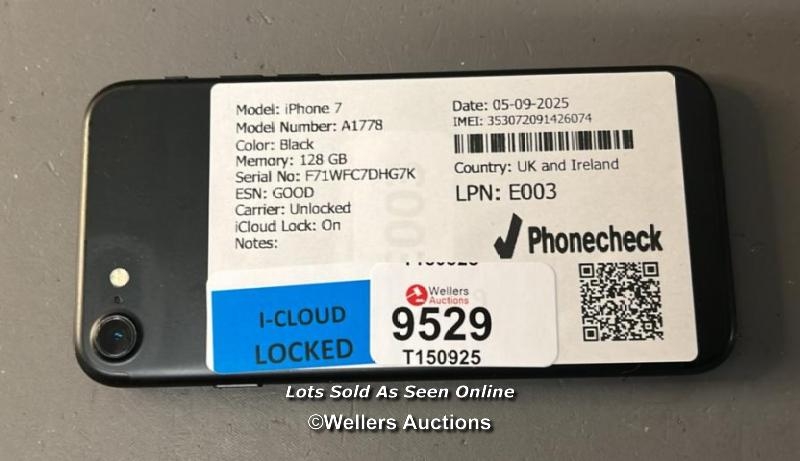 Model: iPhone 7
Model Number: A1778
Color: Black
Memory: 128 GB
Serial No: F71WFC7DHG7K
ESN: GOOD
Carrier: Unlocked
iCloud Lock: On
Notes:
Date: 05-09-2025
IMEI: 353072091426074
Country: UK and Ireland
LPN: E003
Phonecheck
I-CLOUD
LOCKED
Wellers
Auctions
9529
T150925
Lots Sold As Seen Online
©Wellers Auctions